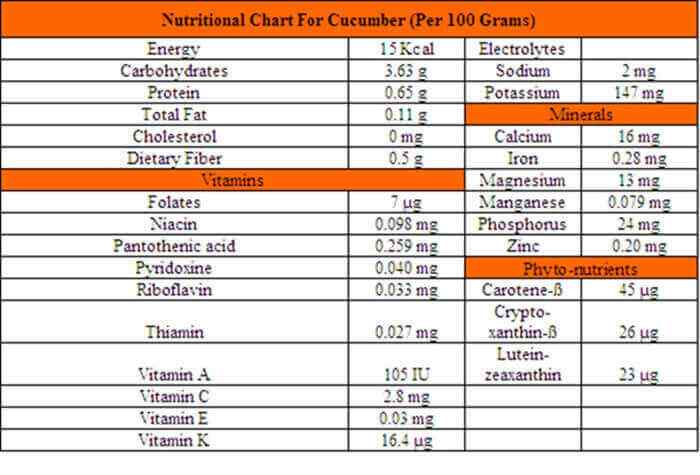 Nutritional Chart For Cucumber (Per 100 Grams)
Energy 15 Kcal Electrolytes
Carbohydrates 3.63 g Sodium 2 mg
Protein 0.65 g Potassium 147 mg
Total Fat 0.11 g Minerals
Cholesterol 0 mg Calcium 16 mg
Dietary Fiber 0.5 g Iron 0.28 mg
Vitamins Magnesium 13 mg
Folates 7 µg Manganese 0.079 mg
Niacin 0.098 mg Phosphorus 24 mg
Pantothenic acid 0.259 mg Zinc 0.20 mg
Pyridoxine 0.040 mg Phyto-nutrients
Riboflavin 0.033 mg Carotene-ß 45 µg
Crypto-
Thiamin 0.027 mg xanthin-ß 26 µg
Lutein-
Vitamin A 105 IU zeaxanthin 23 µg
Vitamin C 2.8 mg
Vitamin E 0.03 mg
Vitamin K 16.4 µg